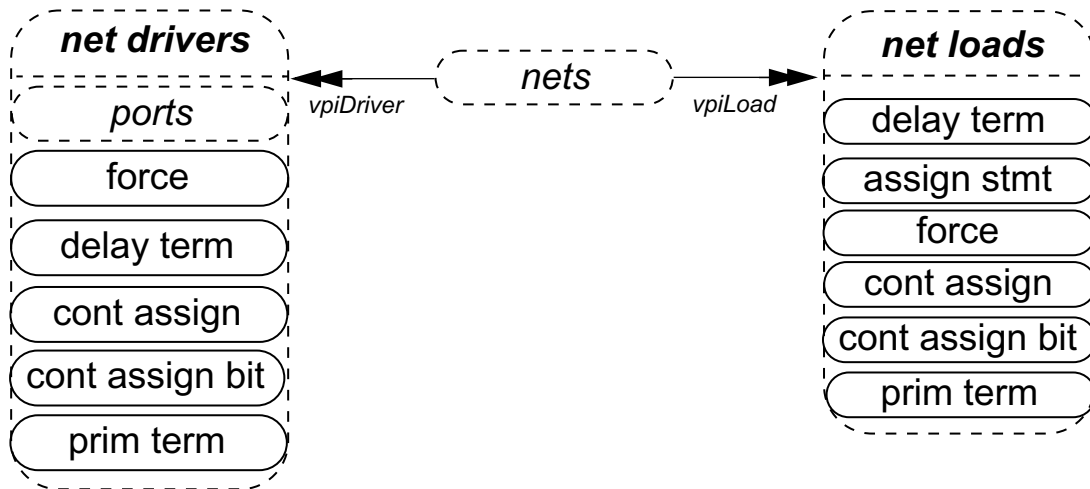 net drivers
ports
force
delay term
cont assign
cont assign bit
prim term
vpiDriver
nets
vpiLoad
net loads
delay term
assign stmt
force
cont assign
cont assign bit
prim term